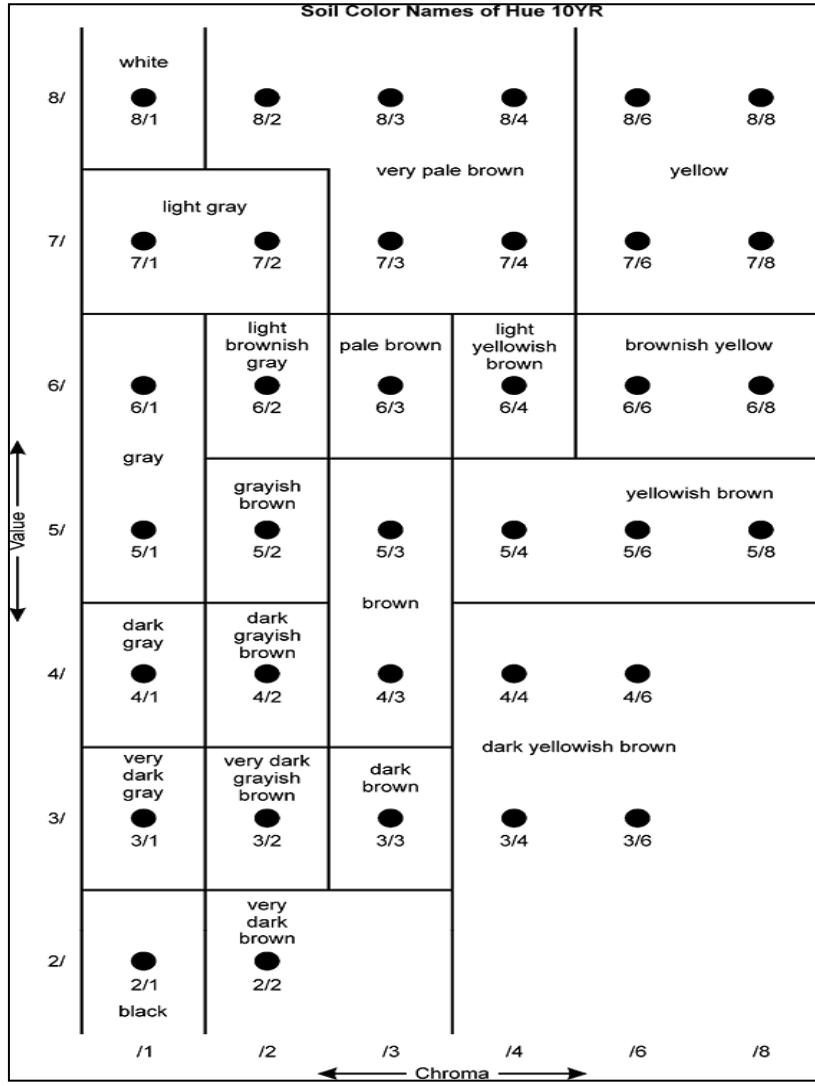 Soil Color Names of Hue 10YR
white
8/
8/1 8/2 8/3 8/4 8/6 8/8
very pale brown yellow
light gray
7/
7/1 7/2 7/3 7/4 7/6 7/8
light
brownish
gray
pale brown
light
yellowish
brown
brownish yellow
6/
6/1 6/2 6/3 6/4 6/6 6/8
gray
grayish
brown
yellowish brown
Value
5/
5/1 5/2 5/3 5/4 5/6 5/8
brown
dark
gray
dark
grayish
brown
4/
4/1 4/2 4/3 4/4 4/6
dark yellowish brown
very
dark
gray
very dark
grayish
brown
dark
brown
3/
3/1 3/2 3/3 3/4 3/6
very
dark
brown
2/
2/1 2/2
black
/1 /2 /3 /4 /6 /8
Chroma